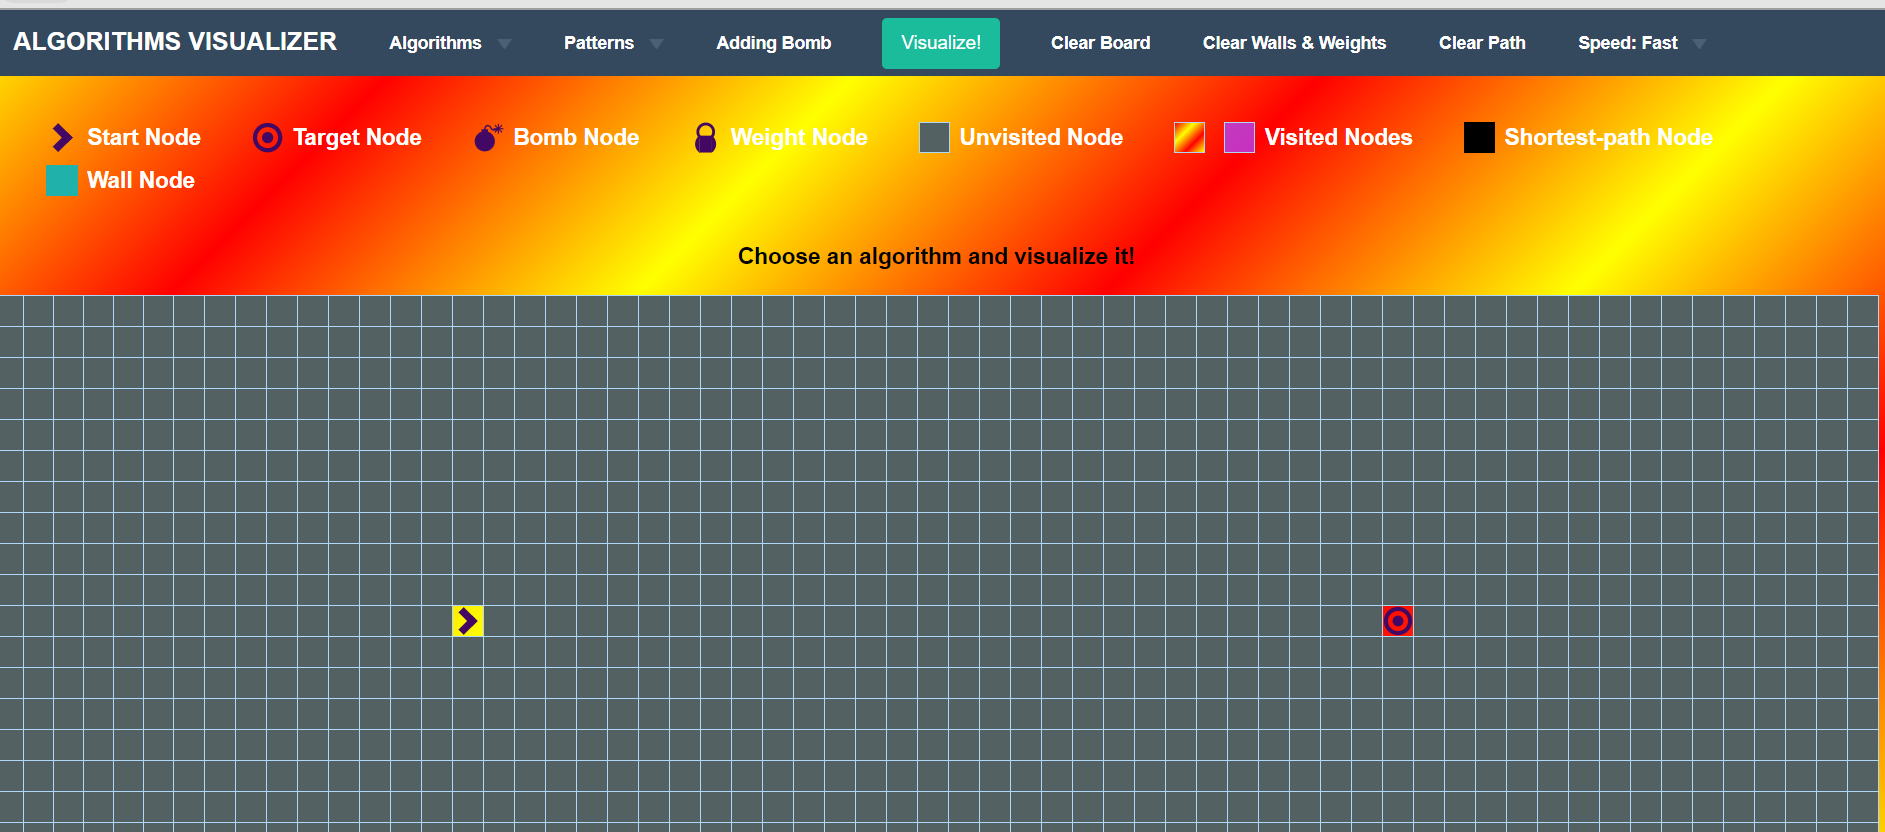 ALGORITHMS VISUALIZER Algorithms Patterns Adding Bomb Visualize! Clear Board Clear Walls & Weights Clear Path Speed: Fast
Start Node Target Node Bomb Node Weight Node Unvisited Node Visited Nodes Shortest-path Node
Wall Node
Choose an algorithm and visualize it!